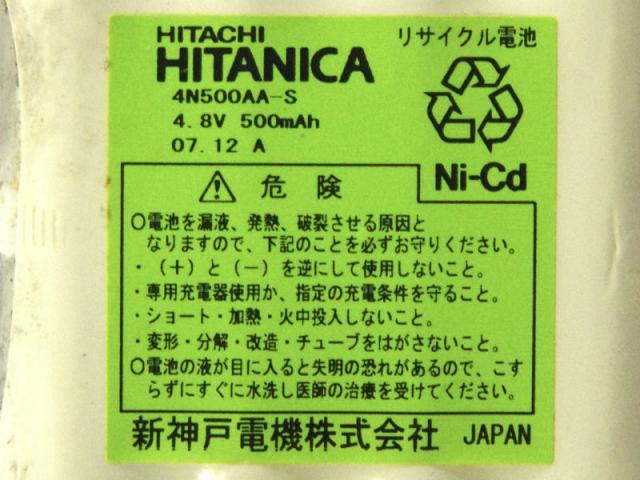 HITACHI
HITANICA
リサイクル電池
4N500AA-S
4.8V 500mAh
07.12 A
Ni-Cd
危険
○電池を漏液、発熱、破裂させる原因と
なりますので、下記のことを必ずお守りください。
・（＋）と（－）を逆にして使用しないこと。
・専用充電器使用か、指定の充電条件を守ること。
・ショート・加熱・火中投入しないこと。
・変形・分解・改造・チューブをはがさないこと。
○電池の液が目に入ると失明の恐れがあるので、こす
らずにすぐに水洗し医師の治療を受けてください。
新神戸電機株式会社 JAPAN